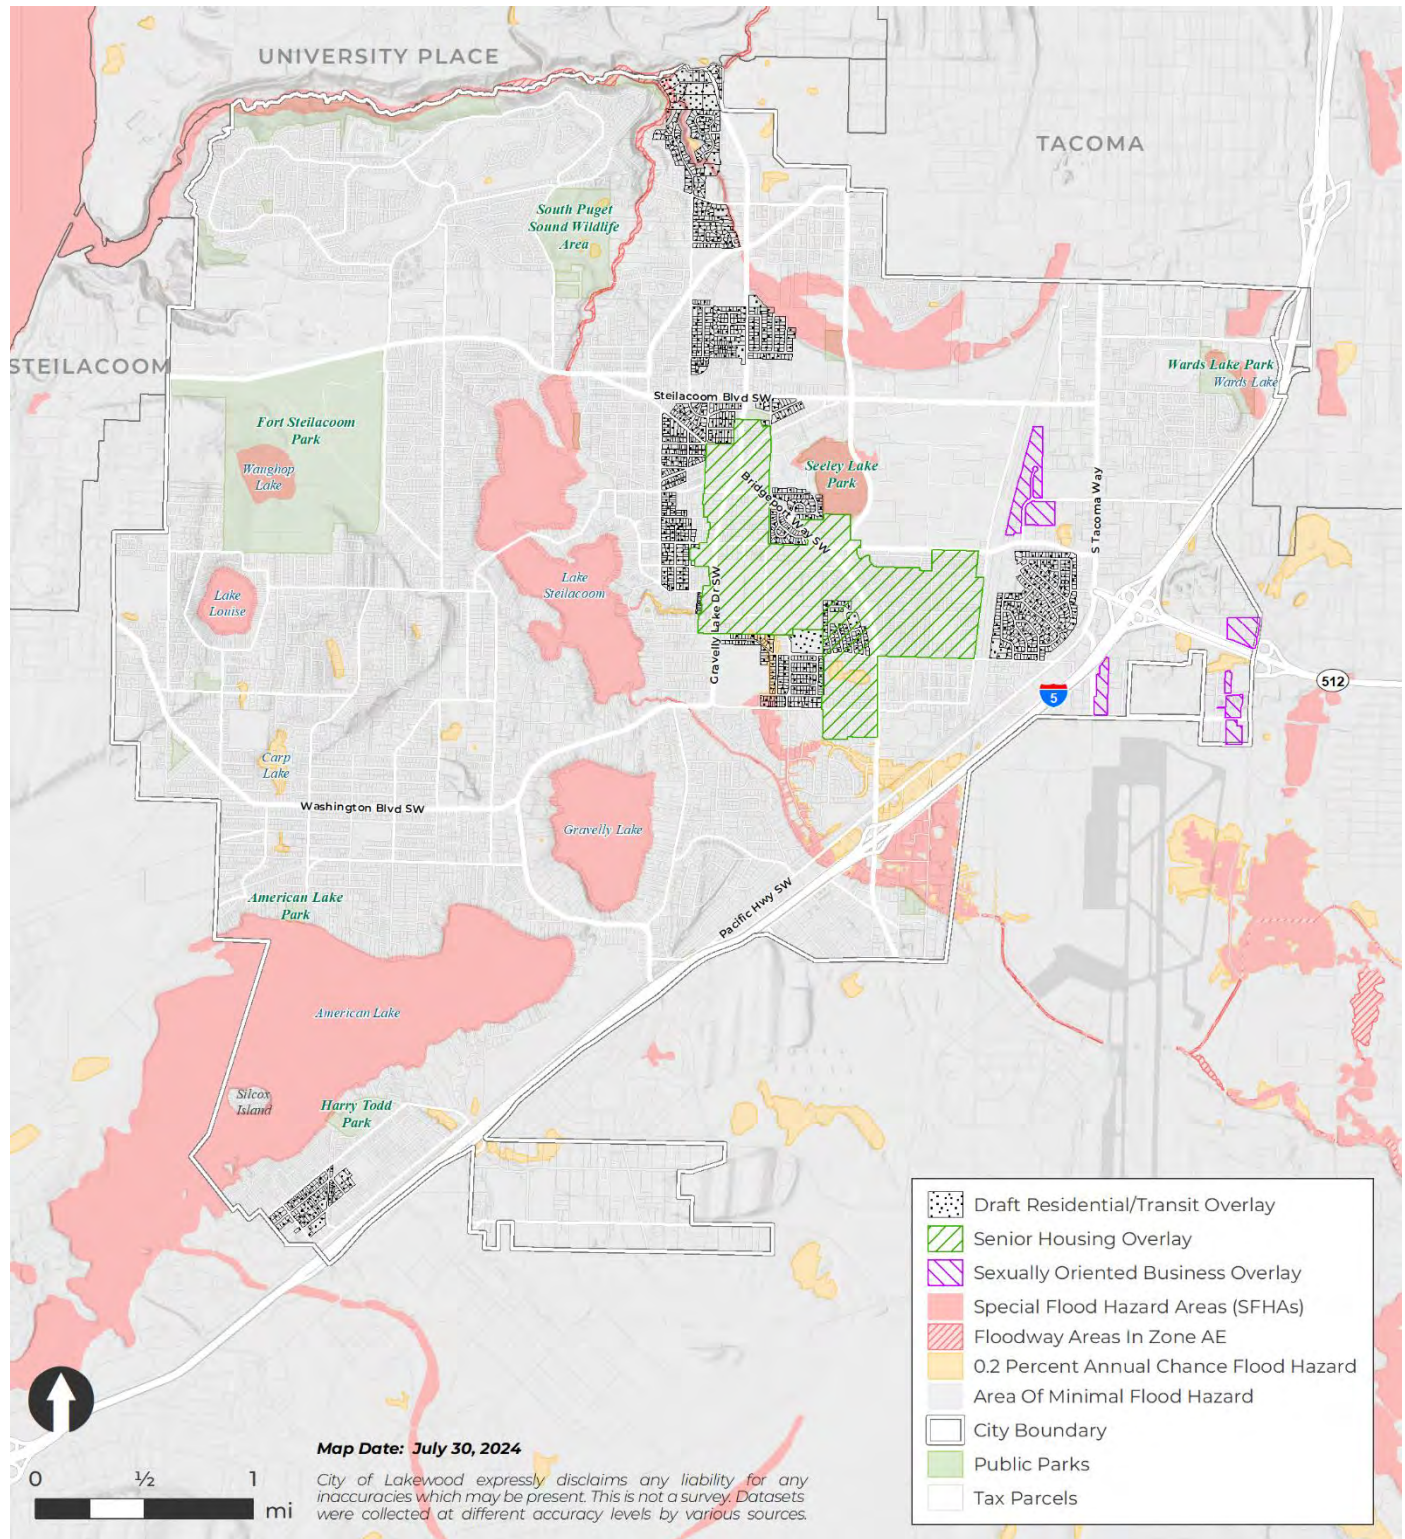 UNIVERSITY PLACE
TACOMA
South Puget
Sound Wildlife
Area
STEILACOOM
Wards Lake Park
Wards Lake
Steilacoom Blvd SW
Fort Steilacoom
Park
Waughop
Lake
Seeley Lake
Park
Bridgeport Way SW
S Tacoma Way
Lake
Louise
Lake
Steilacoom
Gravelly Lake Dr SW
512
5
Carp
Lake
Washington Blvd SW
Gravelly Lake
American Lake
Park
Pacific Hwy SW
American Lake
Silcox
Island
Harry Todd
Park
Draft Residential/Transit Overlay
Senior Housing Overlay
Sexually Oriented Business Overlay
Special Flood Hazard Areas (SFHAs)
Floodway Areas In Zone AE
0.2 Percent Annual Chance Flood Hazard
Area Of Minimal Flood Hazard
City Boundary
Public Parks
Tax Parcels
Map Date: July 30, 2024
0 ½ 1
mi
City of Lakewood expressly disclaims any liability for any
inaccuracies which may be present. This is not a survey. Datasets
were collected at different accuracy levels by various sources.